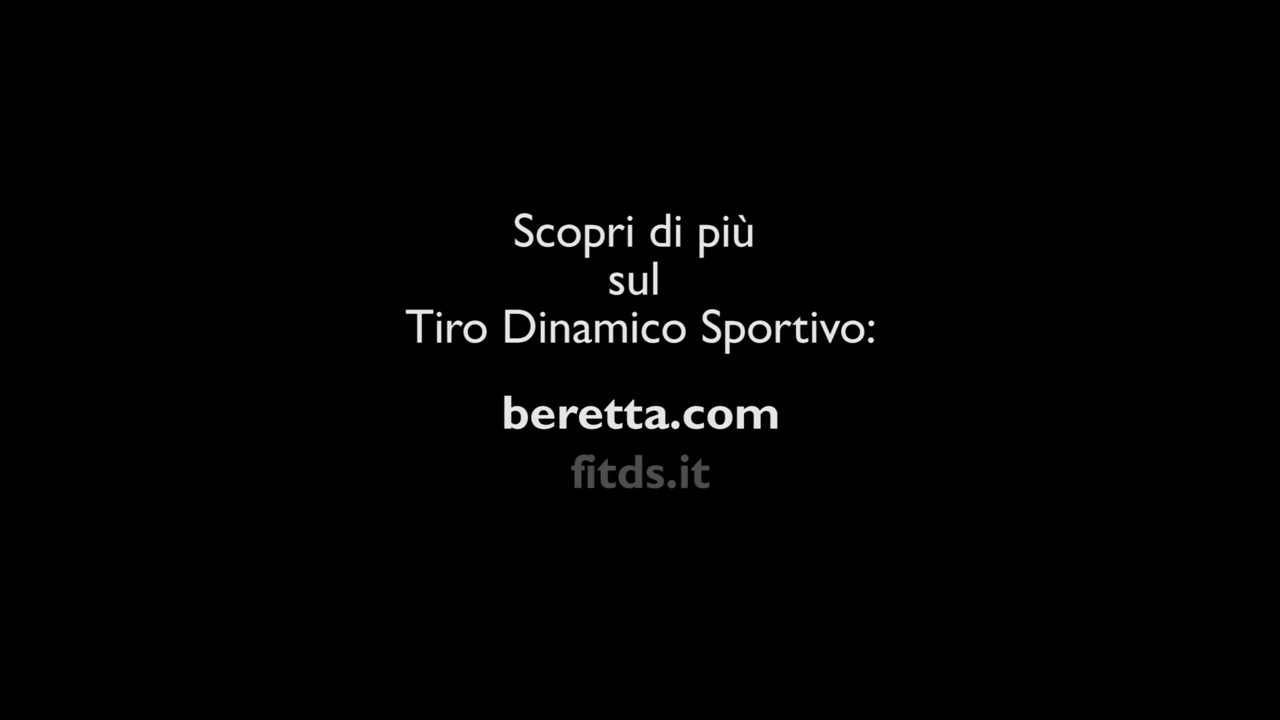 Scopri di più
sul
Tiro Dinamico Sportivo:
beretta.com
fitds.it